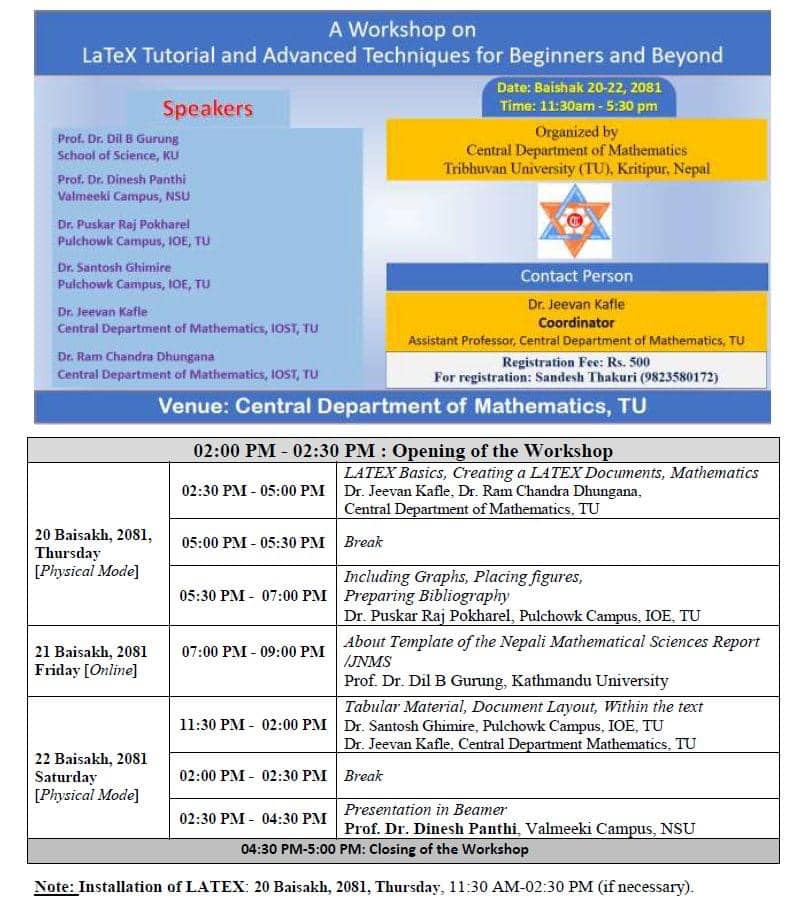 A Workshop on
LaTeX Tutorial and Advanced Techniques for Beginners and Beyond
Speakers
Prof. Dr. Dil B Gurung
School of Science, KU
Prof. Dr. Dinesh Panthi
Valmeeki Campus, NSU
Dr. Puskar Raj Pokharel
Pulchowk Campus, IOE, TU
Dr. Santosh Ghimire
Pulchowk Campus, IOE, TU
Dr. Jeevan Kafle
Central Department of Mathematics, IOST, TU
Dr. Ram Chandra Dhungana
Central Department of Mathematics, IOST, TU
Date: Baishak 20-22, 2081
Time: 11:30am - 5:30 pm
Organized by
Central Department of Mathematics
Tribhuvan University (TU), Kritipur, Nepal
Contact Person
Dr. Jeevan Kafle
Coordinator
Assistant Professor, Central Department of Mathematics, TU
Registration Fee: Rs. 500
For registration: Sandesh Thakuri (9823580172)
Venue: Central Department of Mathematics, TU
02:00 PM - 02:30 PM : Opening of the Workshop
20 Baisakh, 2081,
Thursday
[Physical Mode]
02:30 PM - 05:00 PM
LATEX Basics, Creating a LATEX Documents, Mathematics
Dr. Jeevan Kafle, Dr. Ram Chandra Dhungana,
Central Department of Mathematics, TU
05:00 PM - 05:30 PM
Break
05:30 PM - 07:00 PM
Including Graphs, Placing figures,
Preparing Bibliography
Dr. Puskar Raj Pokharel, Pulchowk Campus, IOE, TU
21 Baisakh, 2081
Friday [Online]
07:00 PM - 09:00 PM
About Template of the Nepali Mathematical Sciences Report
/JNMS
Prof. Dr. Dil B Gurung, Kathmandu University
22 Baisakh, 2081
Saturday
[Physical Mode]
11:30 PM - 02:00 PM
Tabular Material, Document Layout, Within the text
Dr. Santosh Ghimire, Pulchowk Campus, IOE, TU
Dr. Jeevan Kafle, Central Department Mathematics, TU
02:00 PM - 02:30 PM
Break
02:30 PM - 04:30 PM
Presentation in Beamer
Prof. Dr. Dinesh Panthi, Valmeeki Campus, NSU
04:30 PM-5:00 PM: Closing of the Workshop
Note: Installation of LATEX: 20 Baisakh, 2081, Thursday, 11:30 AM-02:30 PM (if necessary).